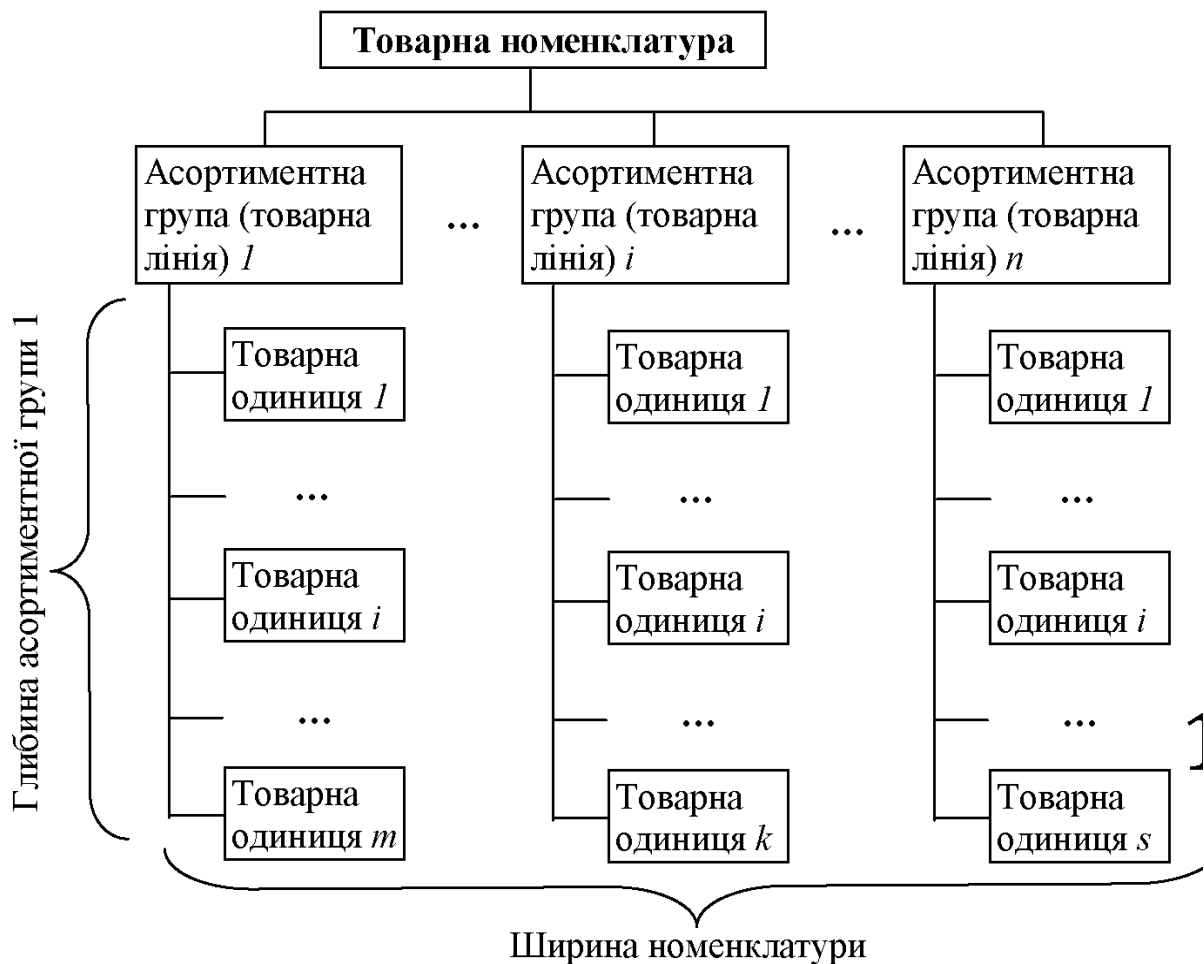 Товарна номенклатура
Асортиментна
група (товарна
лінія) 1
...
Асортиментна
група (товарна
лінія) i
...
Асортиментна
група (товарна
лінія) n
Глибина асортиментної групи 1
Товарна
одиниця 1
Товарна
одиниця 1
Товарна
одиниця 1
...
...
...
Товарна
одиниця i
Товарна
одиниця i
Товарна
одиниця i
...
...
...
1
Товарна
одиниця m
Товарна
одиниця k
Товарна
одиниця s
Ширина номенклатури